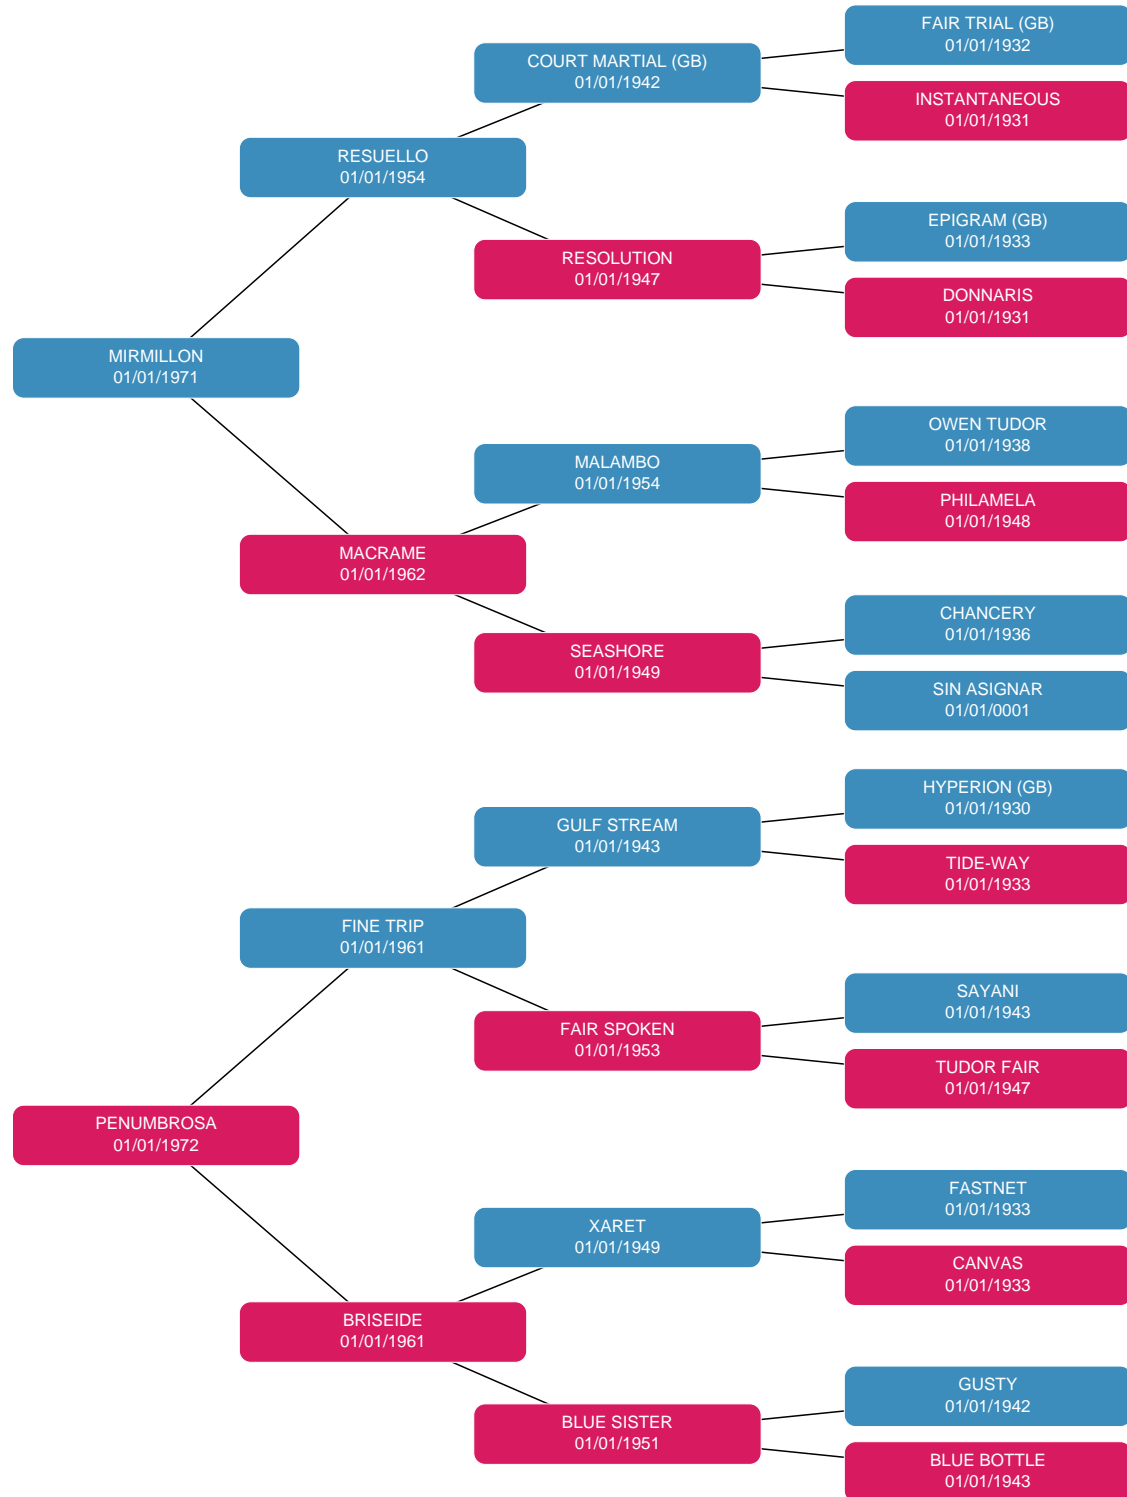 FAIR TRIAL (GB)
01/01/1932
COURT MARTIAL (GB)
01/01/1942
INSTANTANEOUS
01/01/1931
RESUELLO
01/01/1954
EPIGRAM (GB)
01/01/1933
RESOLUTION
01/01/1947
DONNARIS
01/01/1931
MIRMILLON
01/01/1971
OWEN TUDOR
01/01/1938
MALAMBO
01/01/1954
PHILAMELA
01/01/1948
MACRAME
01/01/1962
CHANCERY
01/01/1936
SEASHORE
01/01/1949
SIN ASIGNAR
01/01/0001
HYPERION (GB)
01/01/1930
GULF STREAM
01/01/1943
TIDE-WAY
01/01/1933
FINE TRIP
01/01/1961
SAYANI
01/01/1943
FAIR SPOKEN
01/01/1953
TUDOR FAIR
01/01/1947
PENUMBROSA
01/01/1972
FASTNET
01/01/1933
XARET
01/01/1949
CANVAS
01/01/1933
BRISEIDE
01/01/1961
GUSTY
01/01/1942
BLUE SISTER
01/01/1951
BLUE BOTTLE
01/01/1943